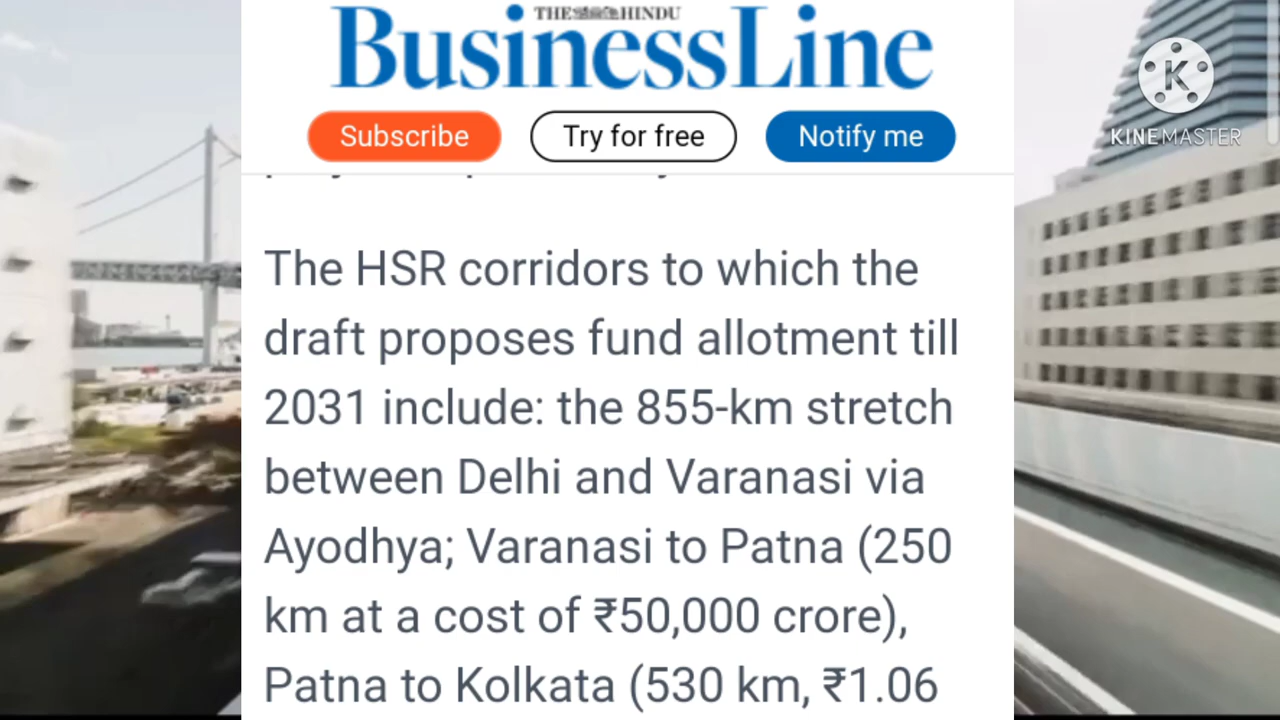 THE HINDU
BusinessLine
Subscribe
Try for free
Notify me
KINEMASTER
The HSR corridors to which the
draft proposes fund allotment till
2031 include: the 855-km stretch
between Delhi and Varanasi via
Ayodhya; Varanasi to Patna (250
km at a cost of ₹50,000 crore),
Patna to Kolkata (530 km, ₹1.06